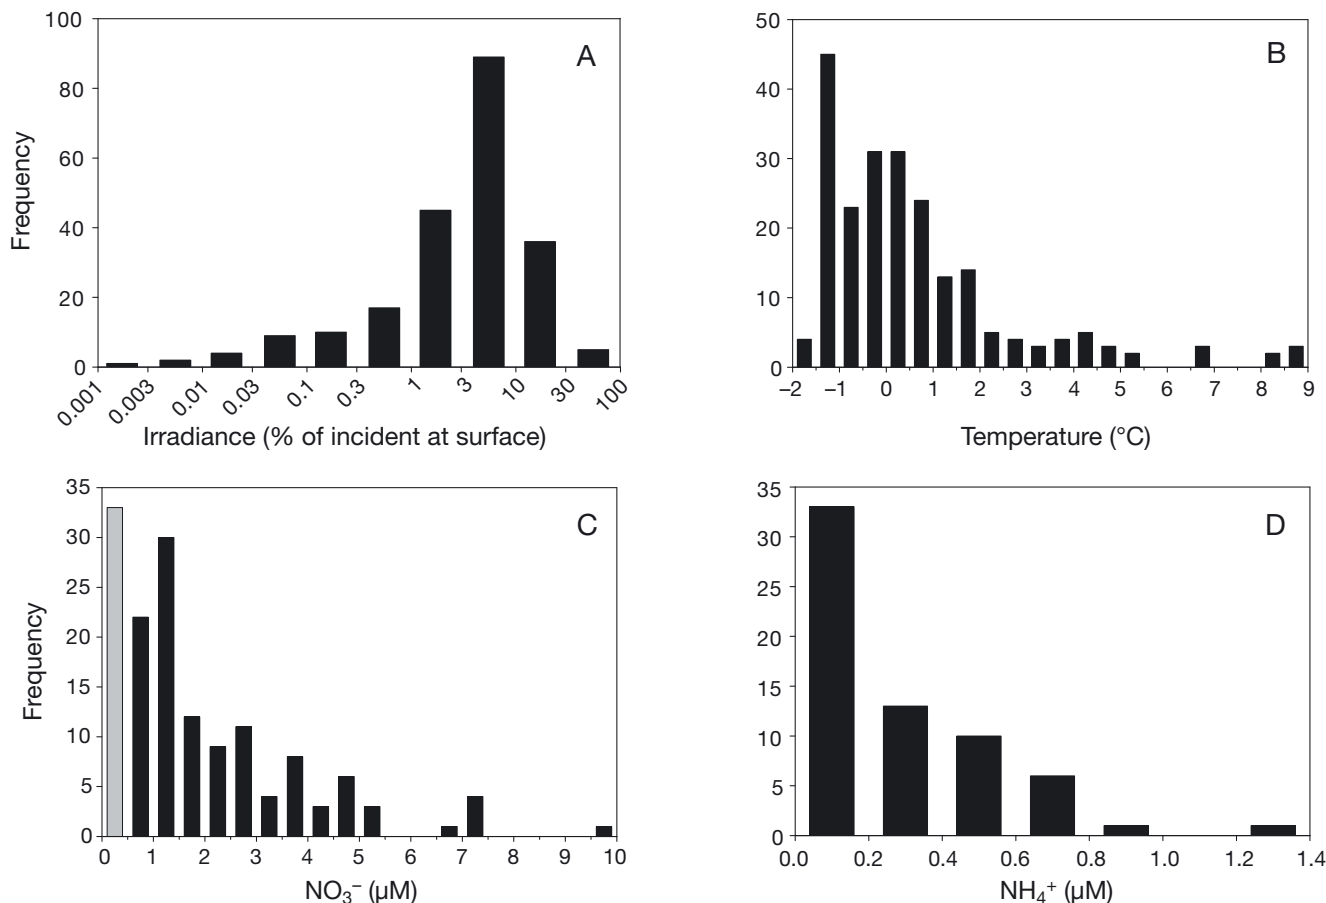 A
100
80
60
40
20
0
Frequency
0.001 0.003 0.01 0.03 0.1 0.3 1 3 10 30 100
Irradiance (% of incident at surface)
B
50
40
30
20
10
0
–2 –1 0 1 2 3 4 5 6 7 8 9
Temperature (°C)
C
35
30
25
20
15
10
5
0
Frequency
0 1 2 3 4 5 6 7 8 9 10
NO₃⁻ (µM)
D
35
30
25
20
15
10
5
0
0.0 0.2 0.4 0.6 0.8 1.0 1.2 1.4
NH₄⁺ (µM)